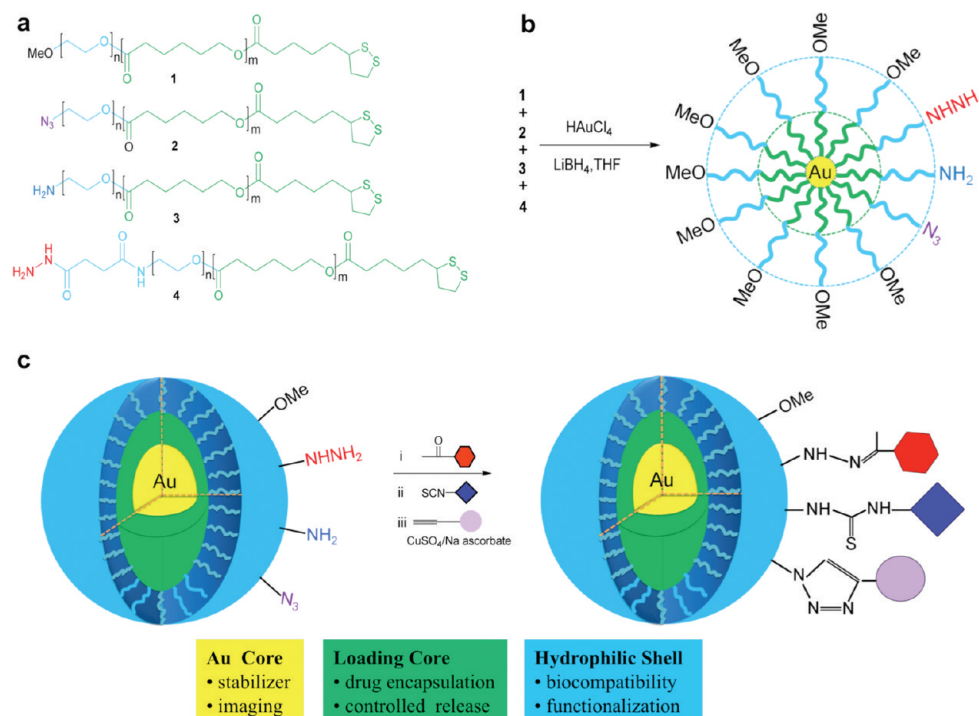 a
MeO
O
n
O
O
m
O
S
S
1
N3
O
n
O
O
m
O
S
S
2
H2N
O
n
O
O
m
O
S
S
3
H2N
N
H
O
O
N
H
O
n
O
O
m
O
S
S
4
b
1
+
2
+
3
+
4
HAuCl4
LiBH4,THF
Au
OMe
OMe
NHNH
NH2
N3
OMe
OMe
MeO
MeO
MeO
MeO
MeO
c
Au
OMe
NHNH2
NH2
N3
i
O
ii
SCN
iii
CuSO4/Na ascorbate
Au
OMe
NH
N
NH
NH
S
N
N
N
Au Core
• stabilizer
• imaging
Loading Core
• drug encapsulation
• controlled release
Hydrophilic Shell
• biocompatibility
• functionalization